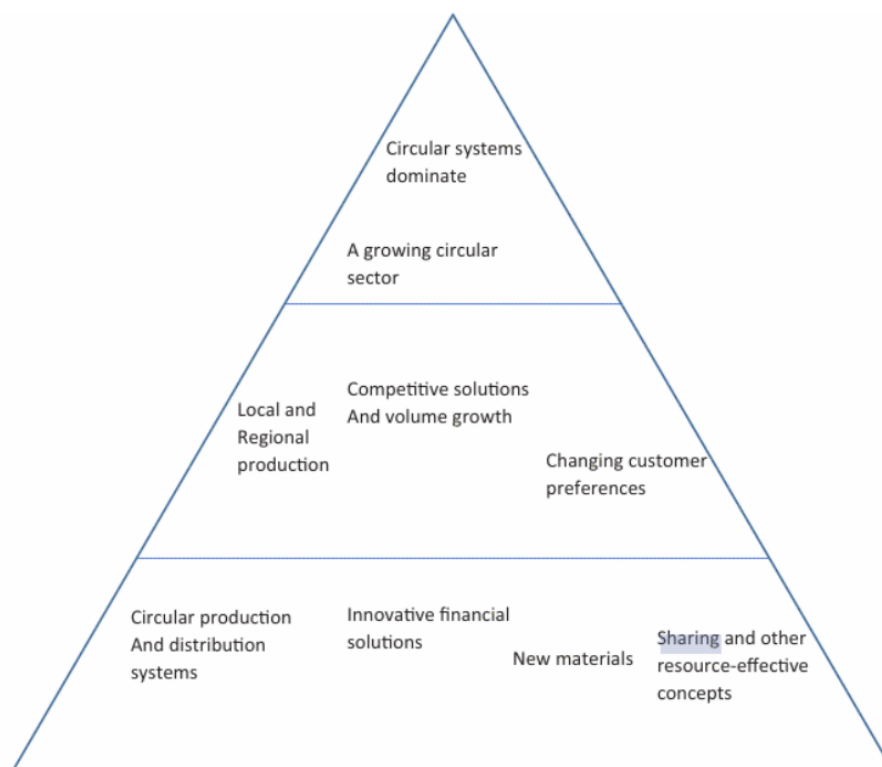 Circular systems
dominate
A growing circular
sector
Local and
Regional
production
Competitive solutions
And volume growth
Changing customer
preferences
Circular production
And distribution
systems
Innovative financial
solutions
New materials
Sharing and other
resource-effective
concepts